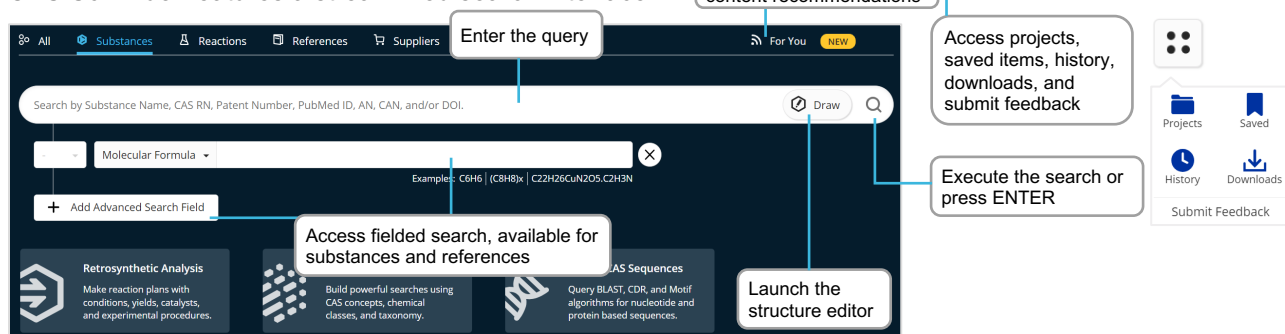 All
Substances
Reactions
References
Suppliers
Enter the query
For You
NEW
content recommendations
Access projects,
saved items, history,
downloads, and
submit feedback
Search by Substance Name, CAS RN, Patent Number, PubMed ID, AN, CAN, and/or DOI.
Draw
Projects
Saved
History
Downloads
Submit Feedback
Molecular Formula
Examples: C6H6 | (C8H8)x | C22H26CuN2O5.C2H3N
Execute the search or
press ENTER
+ Add Advanced Search Field
Access fielded search, available for
substances and references
Retrosynthetic Analysis
Make reaction plans with
conditions, yields, catalysts,
and experimental procedures.
Build powerful searches using
CAS concepts, chemical
classes, and taxonomy.
CAS Sequences
Query BLAST, CDR, and Motif
algorithms for nucleotide and
protein based sequences.
Launch the
structure editor